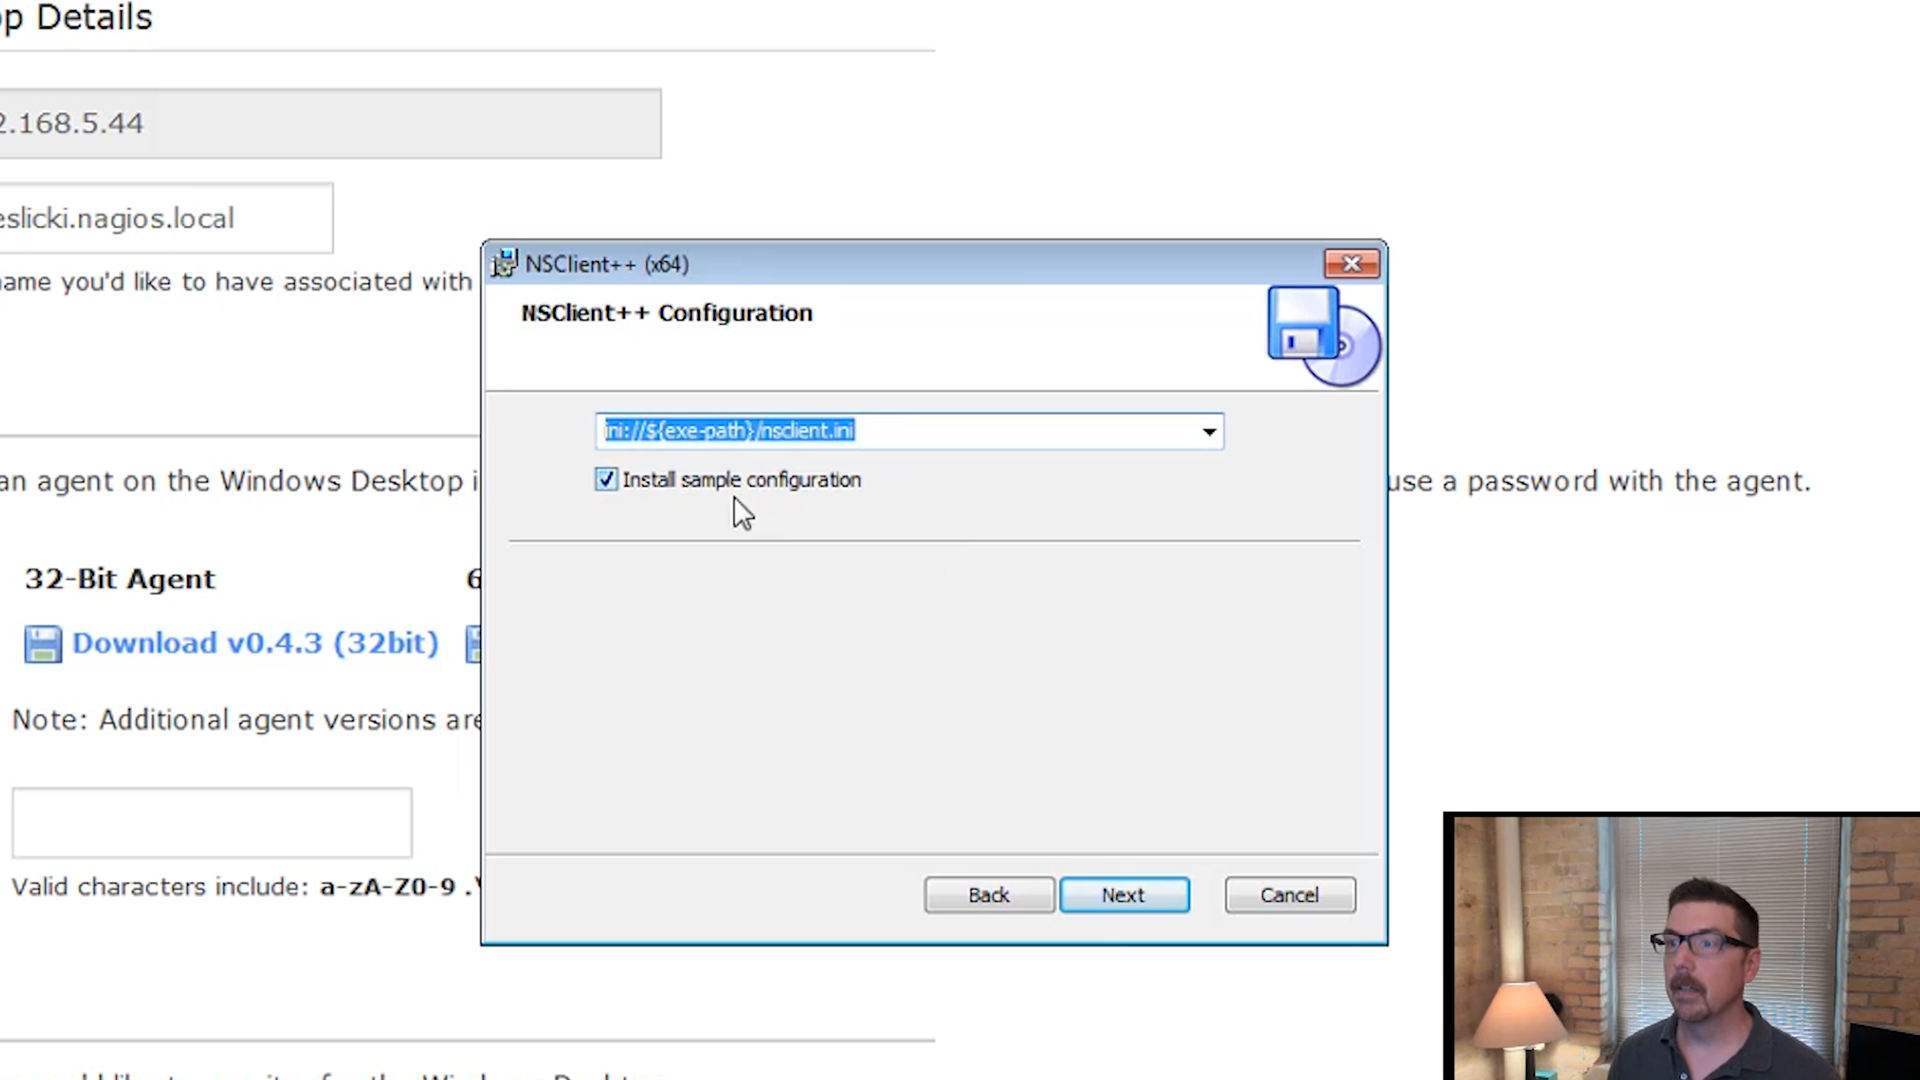 p Details
2.168.5.44
eslicki.nagios.local
ame you'd like to have associated with
NSClient++ (x64)
NSClient++ Configuration
ini://${exe-path}/nsclient.ini
Install sample configuration
an agent on the Windows Desktop i
use a password with the agent.
32-Bit Agent
6
Download v0.4.3 (32bit)
Note: Additional agent versions are
Valid characters include: a-zA-Z0-9 .\
Back
Next
Cancel